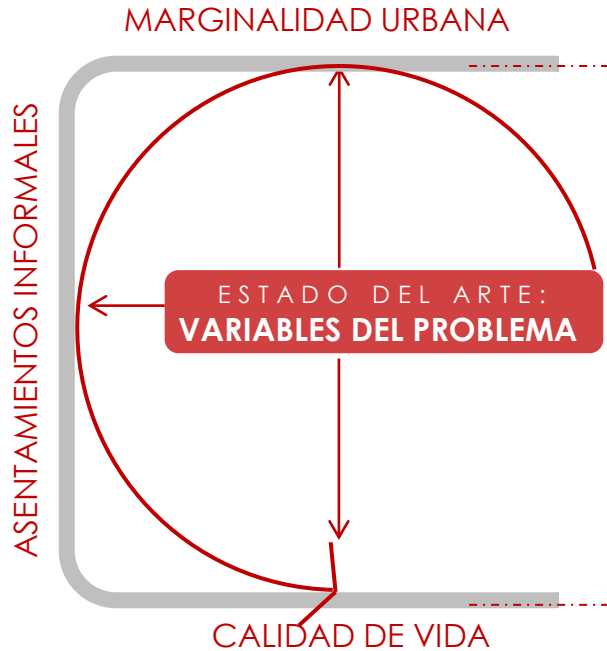 MARGINALIDAD URBANA
ASENTAMIENTOS INFORMALES
ESTADO DEL ARTE:
VARIABLES DEL PROBLEMA
CALIDAD DE VIDA